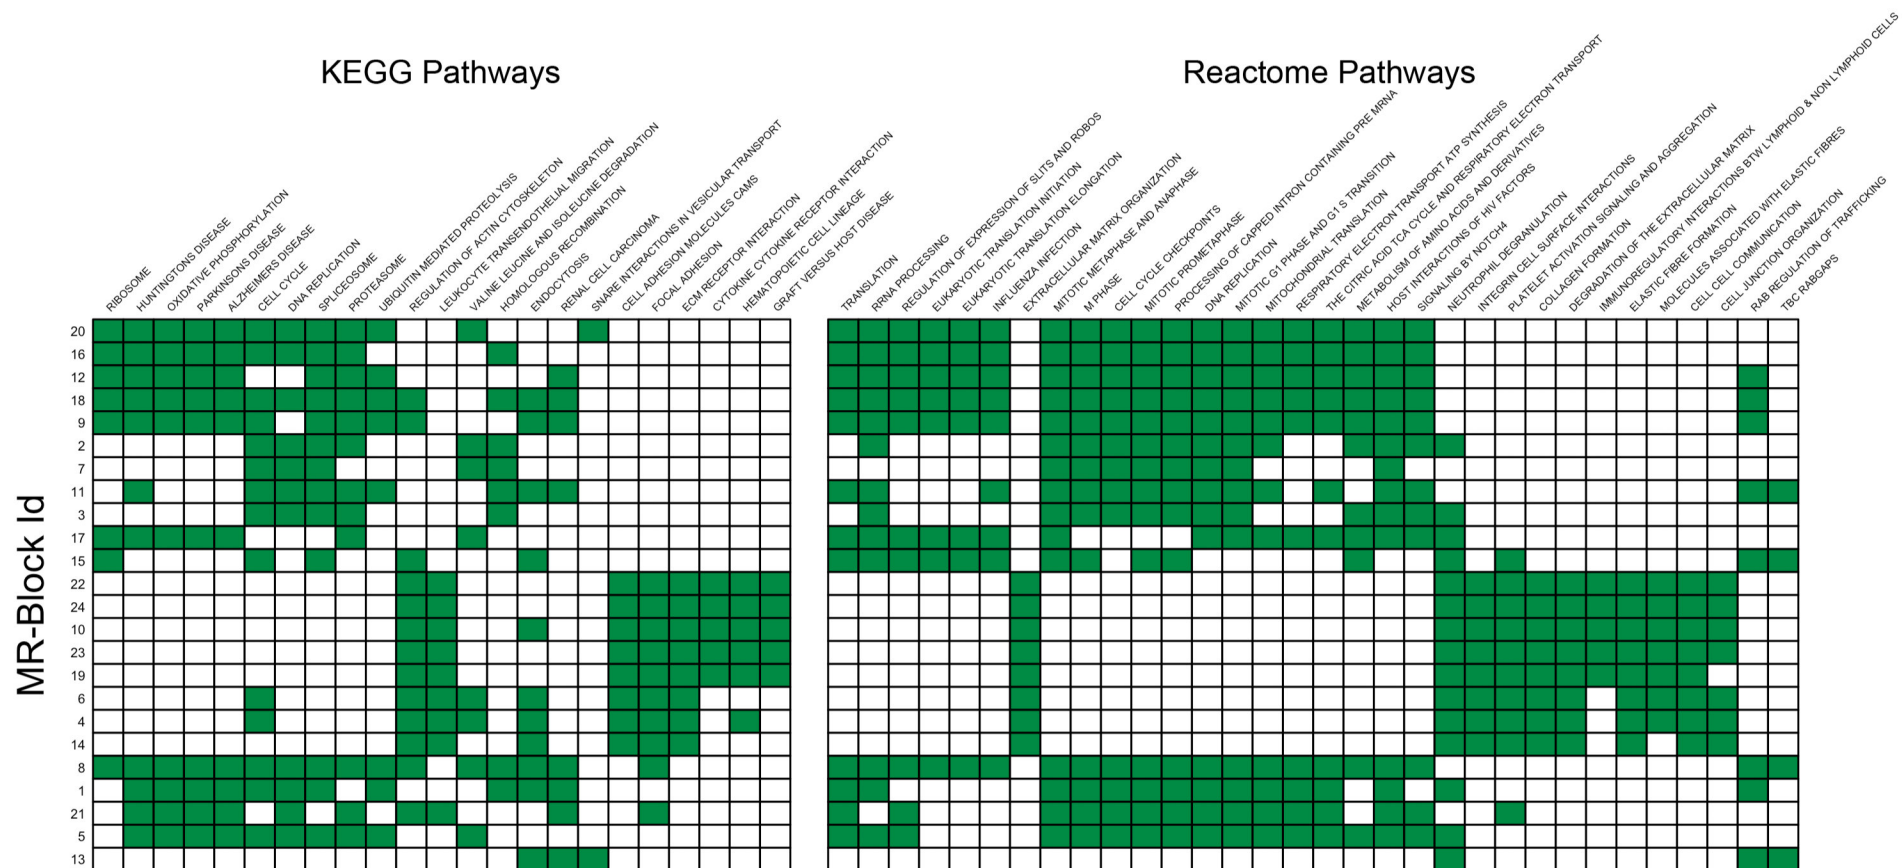 KEGG Pathways
Reactome Pathways
RIBOSOME
HUNTINGTONS DISEASE
OXIDATIVE PHOSPHORYLATION
PARKINSONS DISEASE
ALZHEIMERS DISEASE
CELL CYCLE
DNA REPLICATION
SPLICEOSOME
PROTEASOME
UBIQUITIN MEDIATED PROTEOLYSIS
REGULATION OF ACTIN CYTOSKELETON
LEUKOCYTE TRANSENDOTHELIAL MIGRATION
VALINE LEUCINE AND ISOLEUCINE DEGRADATION
HOMOLOGOUS RECOMBINATION
ENDOCYTOSIS
RENAL CELL CARCINOMA
SNARE INTERACTIONS IN VESICULAR TRANSPORT
CELL ADHESION MOLECULES CAMS
FOCAL ADHESION
ECM RECEPTOR INTERACTION
CYTOKINE CYTOKINE RECEPTOR INTERACTION
HEMATOPOIETIC CELL LINEAGE
GRAFT VERSUS HOST DISEASE
TRANSLATION
RRNA PROCESSING
REGULATION OF EXPRESSION OF SLITS AND ROBOS
EUKARYOTIC TRANSLATION INITIATION
EUKARYOTIC TRANSLATION ELONGATION
INFLUENZA INFECTION
EXTRACELLULAR MATRIX ORGANIZATION
MITOTIC METAPHASE AND ANAPHASE
M PHASE
CELL CYCLE CHECKPOINTS
MITOTIC PROMETAPHASE
PROCESSING OF CAPPED INTRON CONTAINING PRE MRNA
DNA REPLICATION
MITOTIC G1 PHASE AND G1 S TRANSITION
MITOCHONDRIAL TRANSLATION
RESPIRATORY ELECTRON TRANSPORT ATP SYNTHESIS
THE CITRIC ACID TCA CYCLE AND RESPIRATORY ELECTRON TRANSPORT
METABOLISM OF AMINO ACIDS AND DERIVATIVES
HOST INTERACTIONS OF HIV FACTORS
SIGNALING BY NOTCH4
NEUTROPHIL DEGRANULATION
INTEGRIN CELL SURFACE INTERACTIONS
PLATELET ACTIVATION SIGNALING AND AGGREGATION
COLLAGEN FORMATION
DEGRADATION OF THE EXTRACELLULAR MATRIX
IMMUNOREGULATORY INTERACTIONS BTW LYMPHOID & NON LYMPHOID CELLS
ELASTIC FIBRE FORMATION
MOLECULES ASSOCIATED WITH ELASTIC FIBRES
CELL CELL COMMUNICATION
CELL JUNCTION ORGANIZATION
RAB REGULATION OF TRAFFICKING
TBC RABGAPS
MR-Block Id
20
16
12
18
9
2
7
11
3
17
15
22
24
10
23
19
6
4
14
8
1
21
5
13